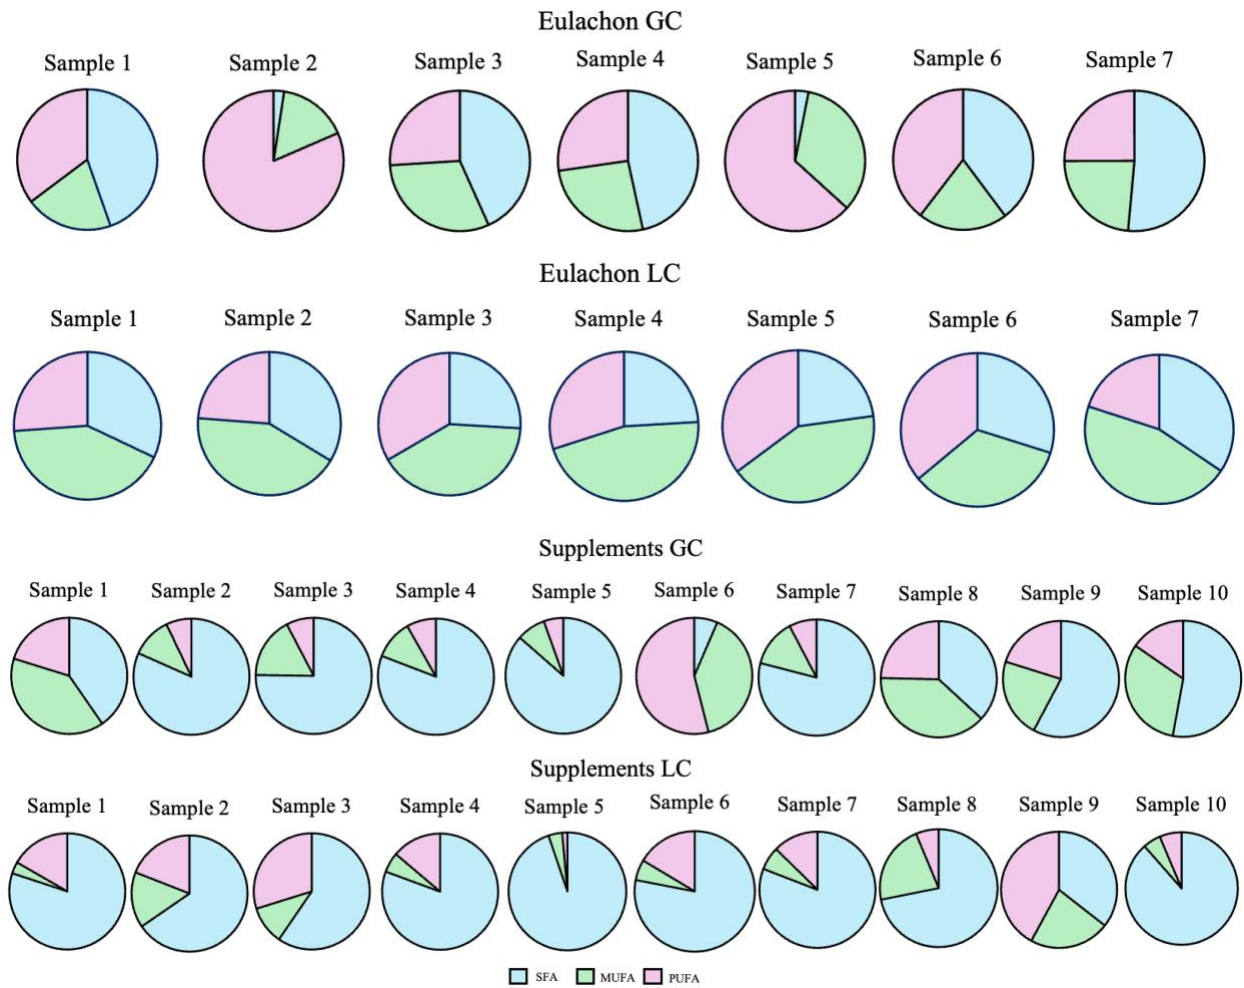 Eulachon GC
Sample 1 Sample 2 Sample 3 Sample 4 Sample 5 Sample 6 Sample 7
Eulachon LC
Sample 1 Sample 2 Sample 3 Sample 4 Sample 5 Sample 6 Sample 7
Supplements GC
Sample 1 Sample 2 Sample 3 Sample 4 Sample 5 Sample 6 Sample 7 Sample 8 Sample 9 Sample 10
Supplements LC
Sample 1 Sample 2 Sample 3 Sample 4 Sample 5 Sample 6 Sample 7 Sample 8 Sample 9 Sample 10
SFA MUFA PUFA